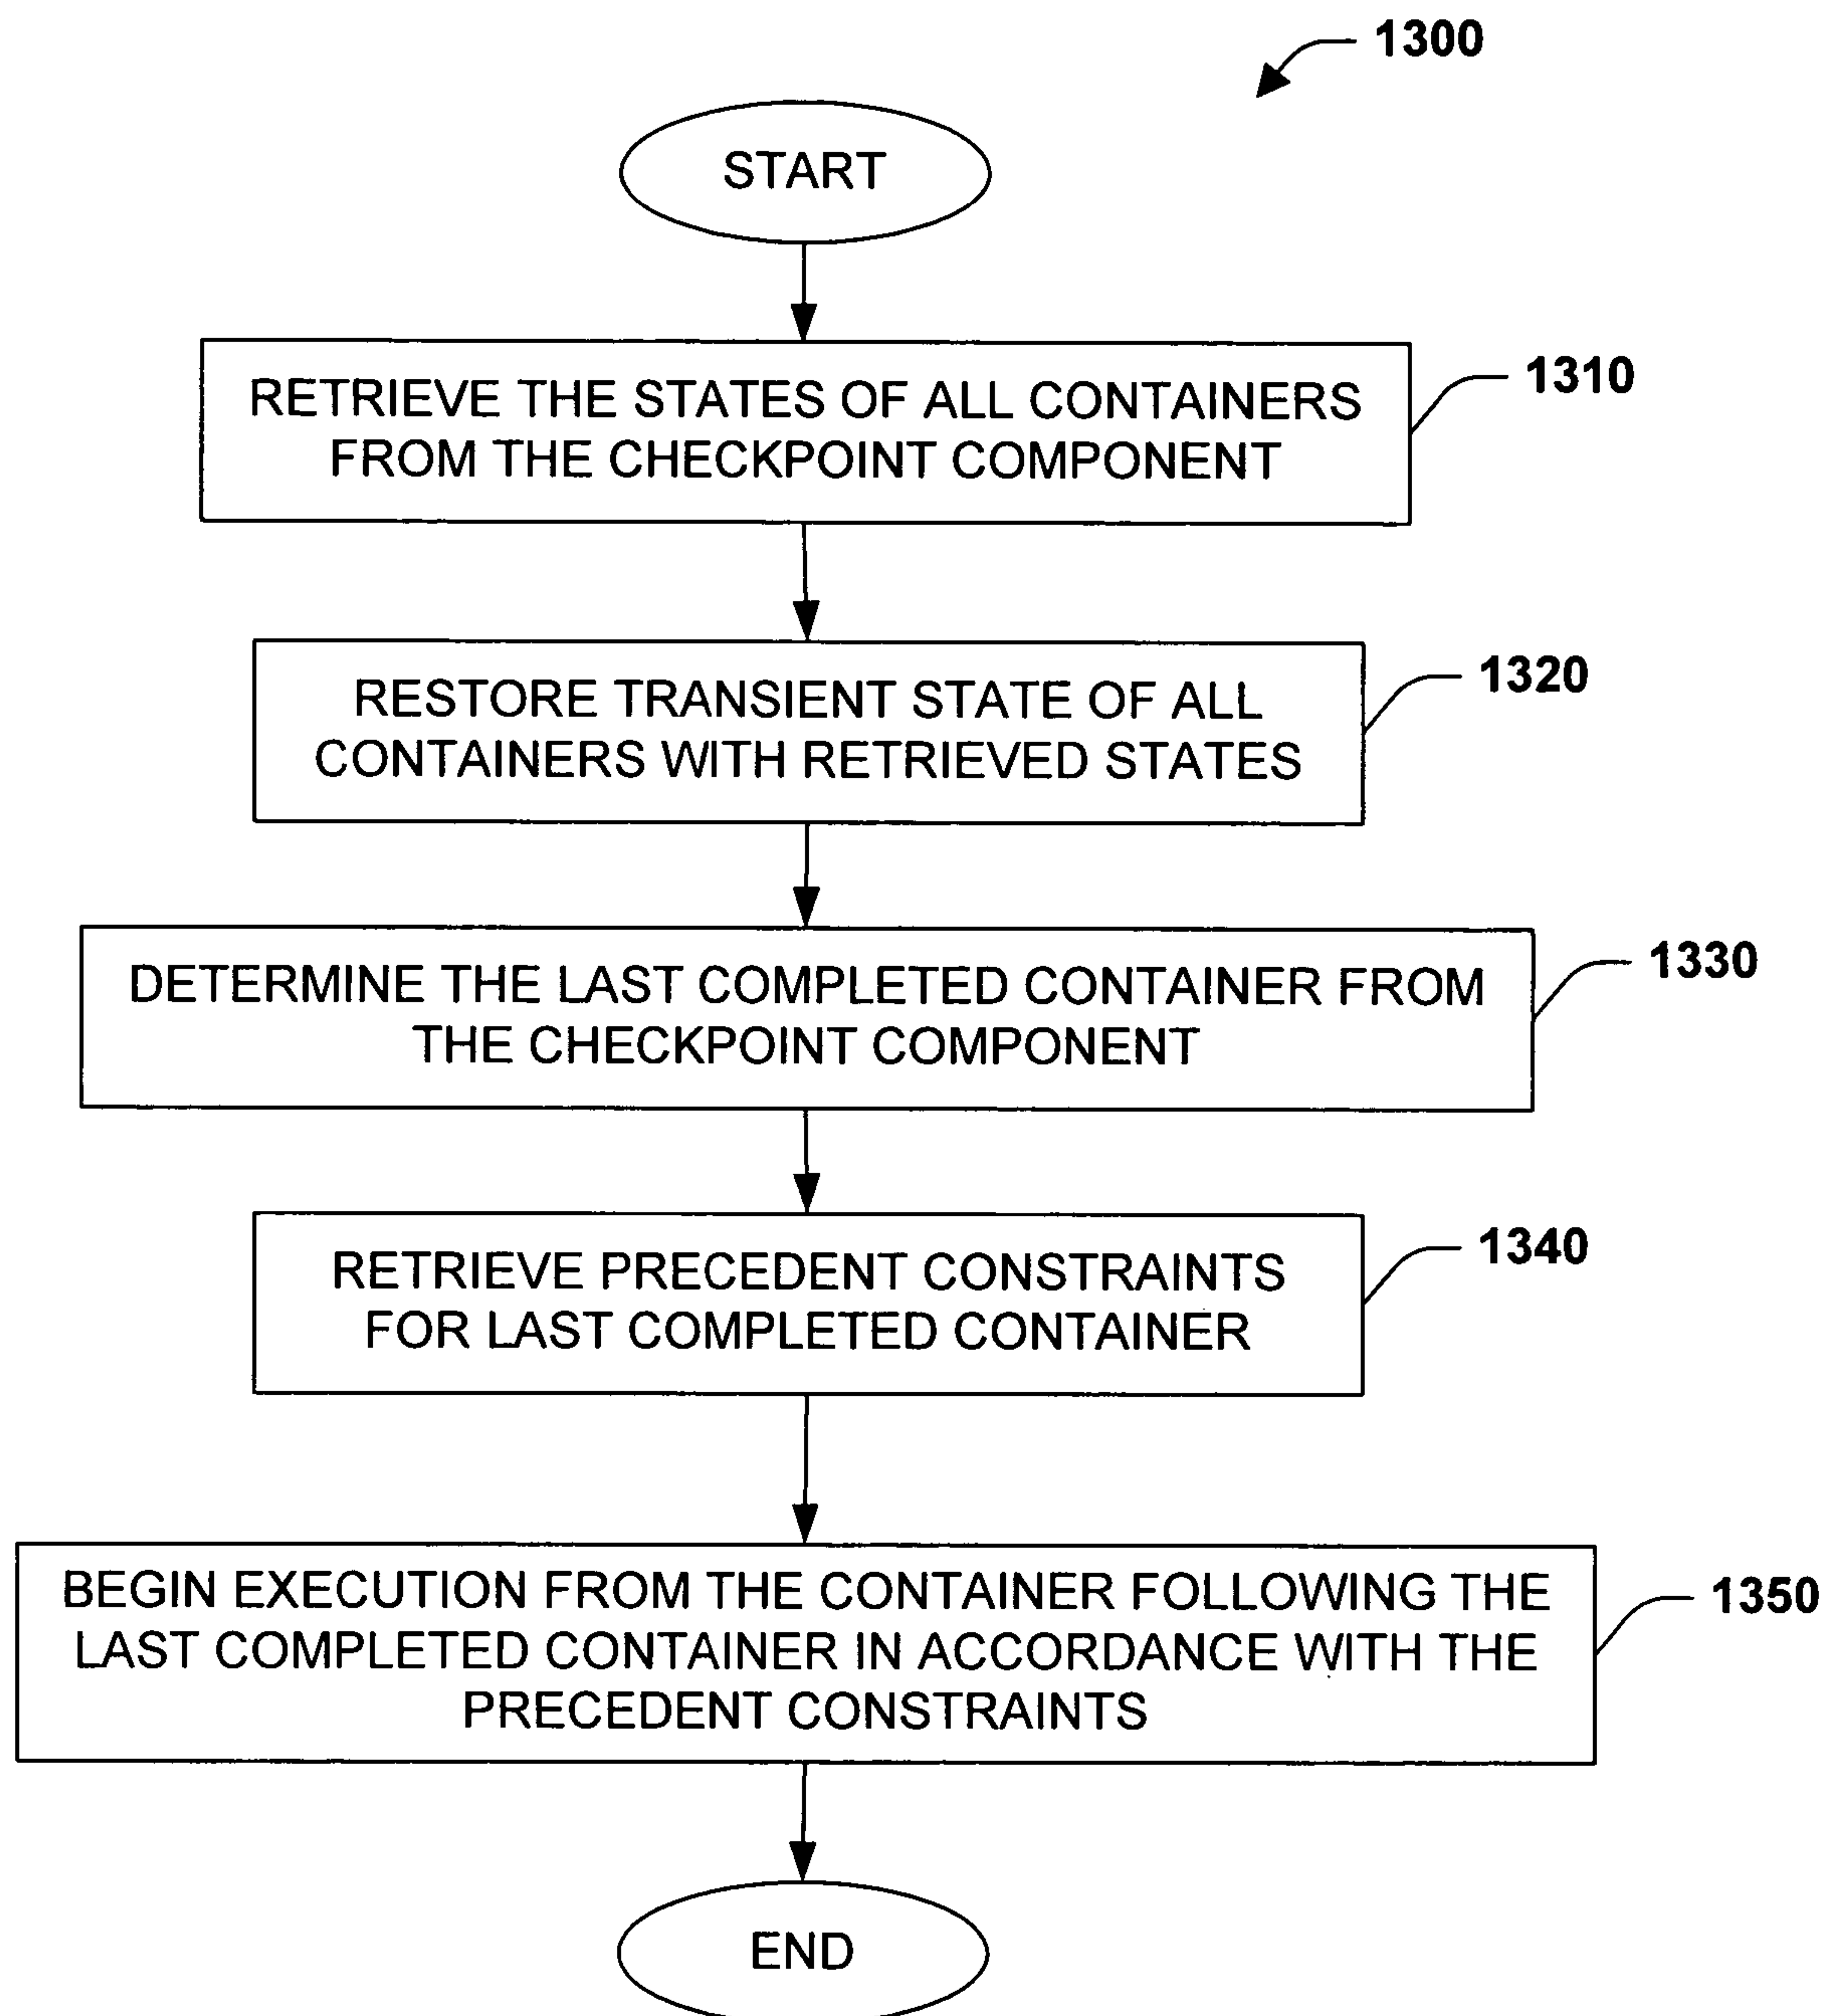 1300
START
RETRIEVE THE STATES OF ALL CONTAINERS
FROM THE CHECKPOINT COMPONENT
1310
RESTORE TRANSIENT STATE OF ALL
CONTAINERS WITH RETRIEVED STATES
1320
DETERMINE THE LAST COMPLETED CONTAINER FROM
THE CHECKPOINT COMPONENT
1330
RETRIEVE PRECEDENT CONSTRAINTS
FOR LAST COMPLETED CONTAINER
1340
BEGIN EXECUTION FROM THE CONTAINER FOLLOWING THE
LAST COMPLETED CONTAINER IN ACCORDANCE WITH THE
PRECEDENT CONSTRAINTS
1350
END